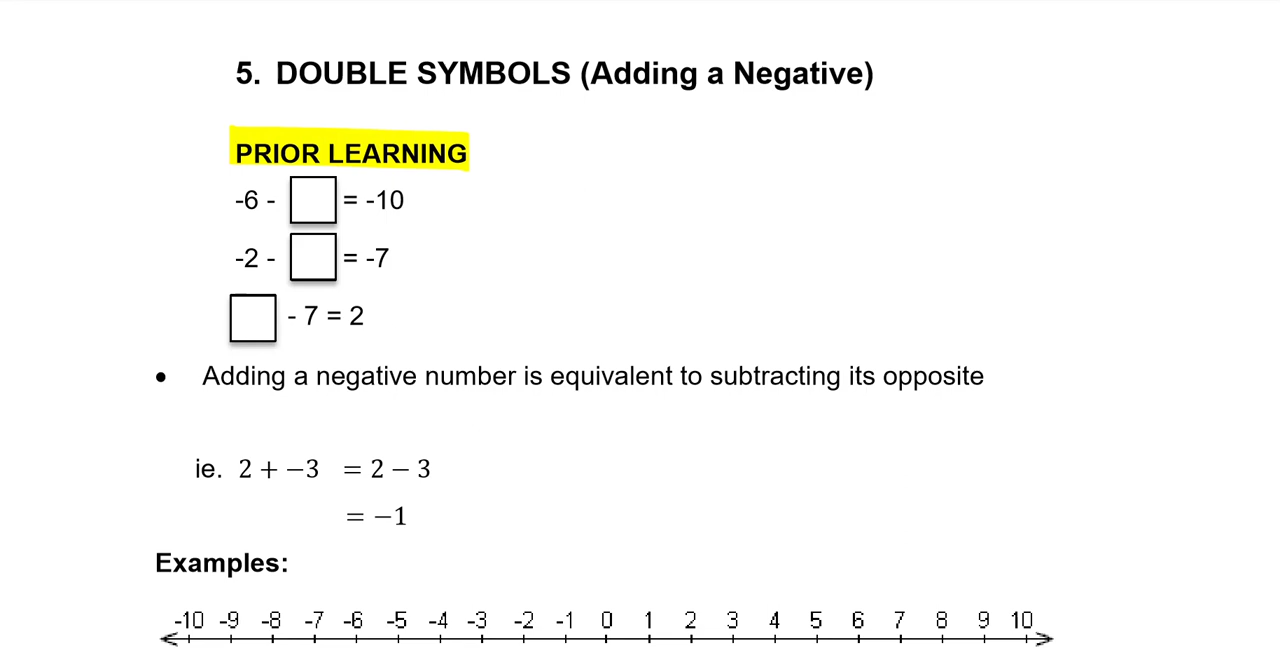 5. DOUBLE SYMBOLS (Adding a Negative)
PRIOR LEARNING
-6 - = -10
-2 - = -7
- 7 = 2
• Adding a negative number is equivalent to subtracting its opposite
ie. 2 + −3 = 2 − 3
= −1
Examples:
-10 -9 -8 -7 -6 -5 -4 -3 -2 -1 0 1 2 3 4 5 6 7 8 9 10